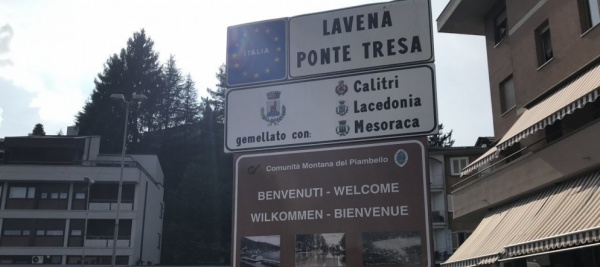 ITALIA
LAVENA
PONTE TRESA
gemellato con:
Calitri
Lacedonia
Mesoraca
Comunità Montana del Piambello
BENVENUTI - WELCOME
WILKOMMEN - BIENVENUE